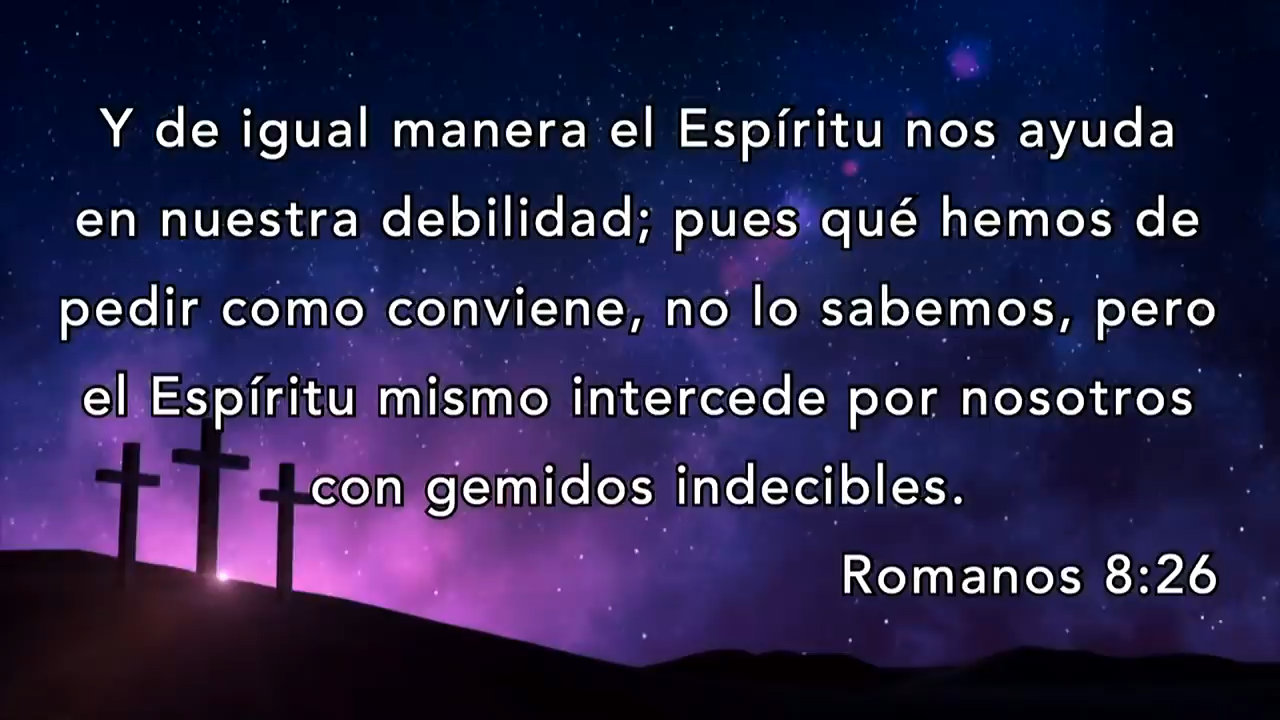 Y de igual manera el Espíritu nos ayuda
en nuestra debilidad; pues qué hemos de
pedir como conviene, no lo sabemos, pero
el Espíritu mismo intercede por nosotros
con gemidos indecibles.
Romanos 8:26